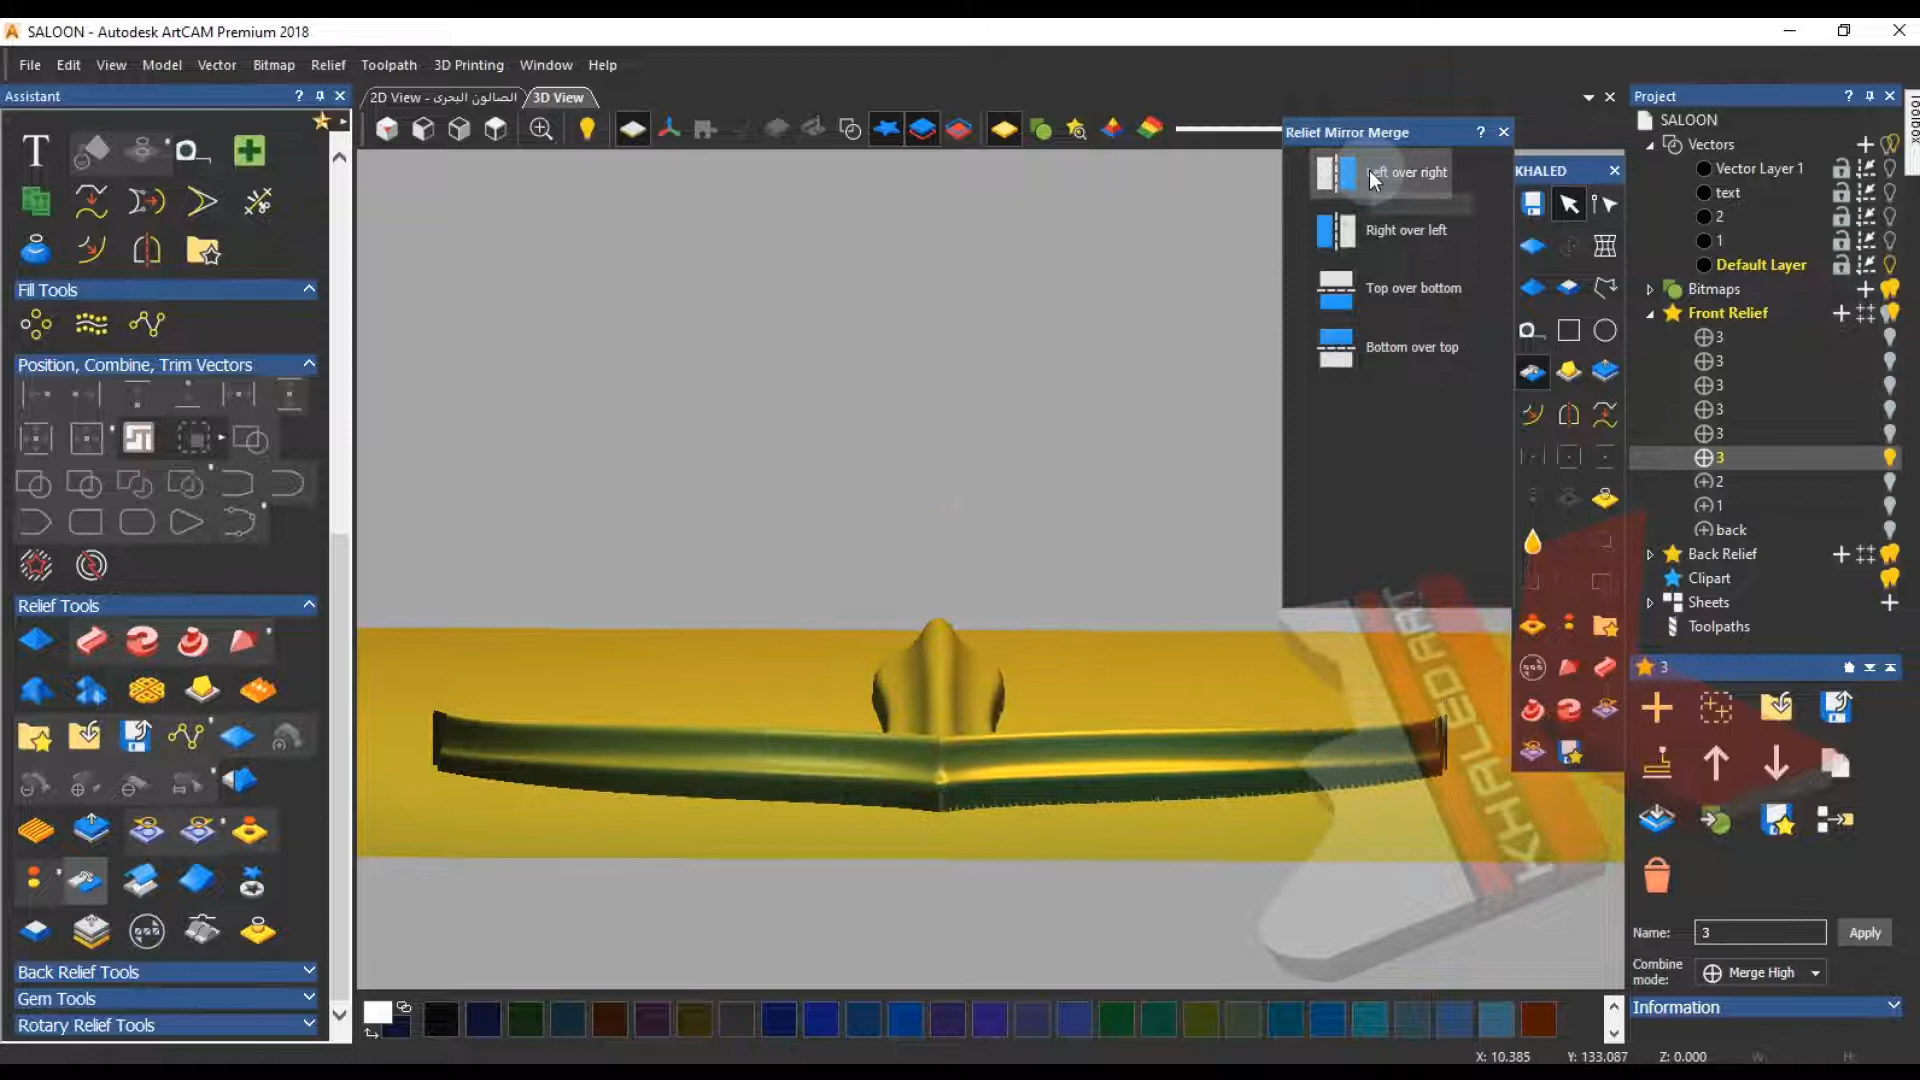 SALOON - Autodesk ArtCAM Premium 2018
File Edit View Model Vector Bitmap Relief Toolpath 3D Printing Window Help
Assistant
2D View - الصالون البحرى
3D View
Fill Tools
Position, Combine, Trim Vectors
Relief Tools
Back Relief Tools
Gem Tools
Rotary Relief Tools
Relief Mirror Merge
Left over right
Right over left
Top over bottom
Bottom over top
KHALED
KHALEDART
Project
SALOON
Vectors
Vector Layer 1
text
2
1
Default Layer
Bitmaps
Front Relief
3
3
3
3
3
3
2
1
back
Back Relief
Clipart
Sheets
Toolpaths
3
Name: 3 Apply
Combine
mode: Merge High
Information
X: 10.385 Y: 133.087 Z: 0.000
Toolbox